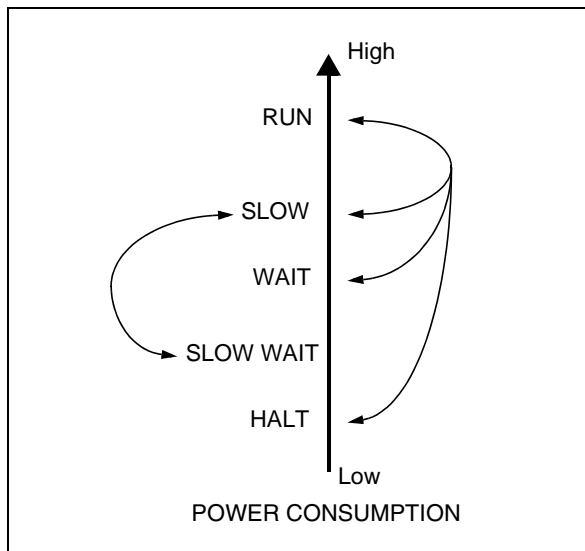 High
RUN
SLOW
WAIT
SLOW WAIT
HALT
Low
POWER CONSUMPTION